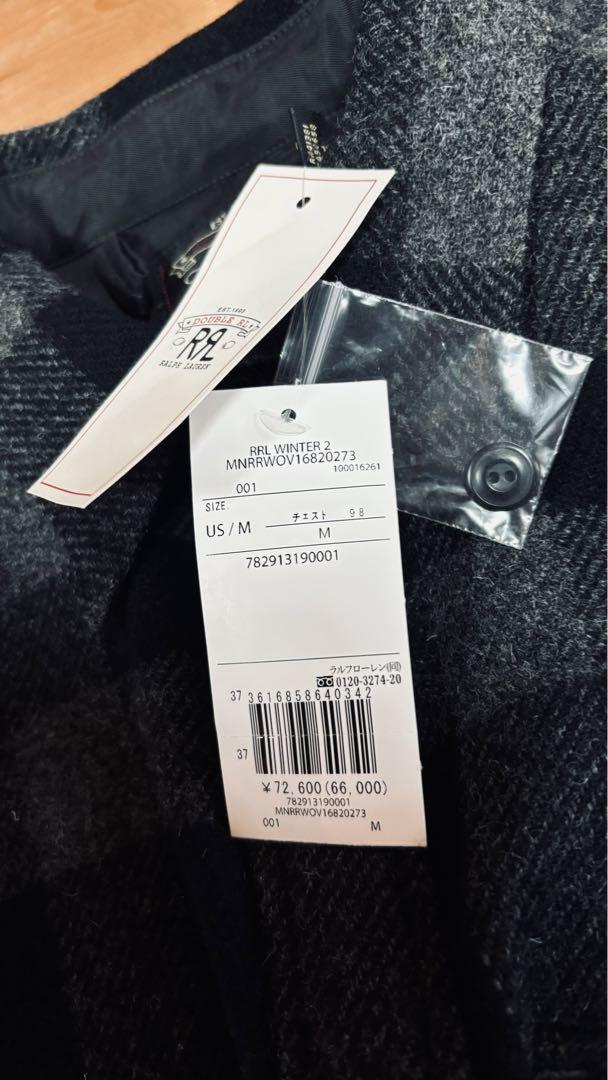 EST. 1993
DOUBLE RL
RRL
RALPH LAUREN
RRL WINTER 2
MNRRWOV16820273
100016261
001
SIZE.
US / M
チェスト 98
M
782913190001
ラルフローレン(同)
0120-3274-20
37 3616858640342
37
¥72,600(66,000)
782913190001
MNRRWOV16820273
001 M